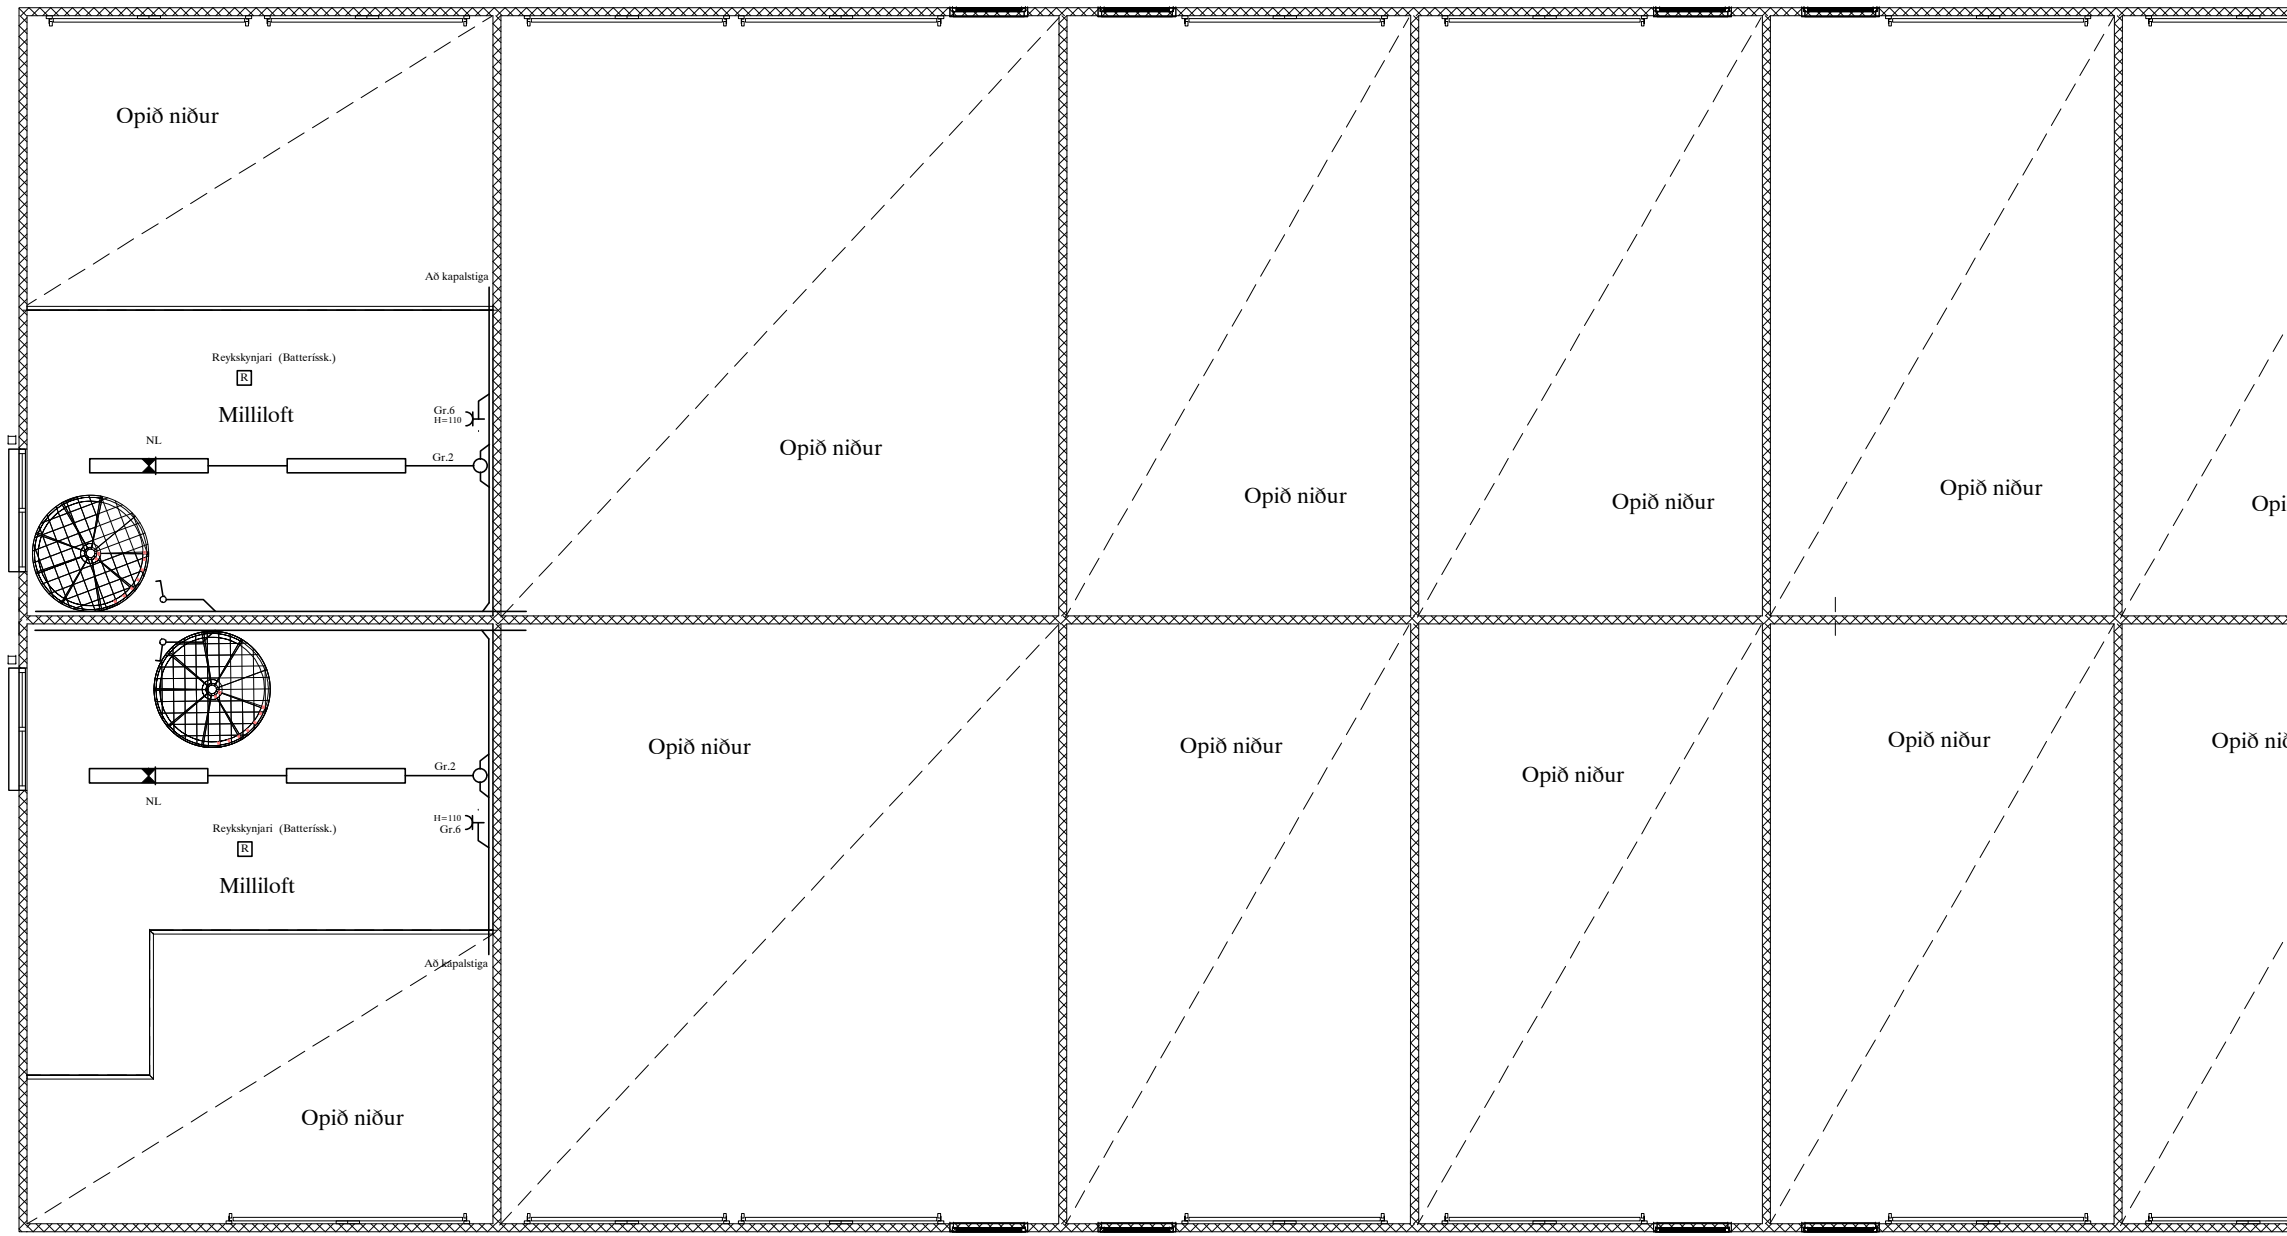 Opið niður
Að kapalstiga
Reykskynjari (Batteríssk.)
R
Milliloft
Gr.6
H=110
NL
Gr.2
Opið niður
Opið niður
Opið niður
Opið niður
Opi
Gr.2
NL
H=110
Gr.6
Reykskynjari (Batteríssk.)
R
Milliloft
Að kapalstiga
Opið niður
Opið niður
Opið niður
Opið niður
Opið niður
Opið nið